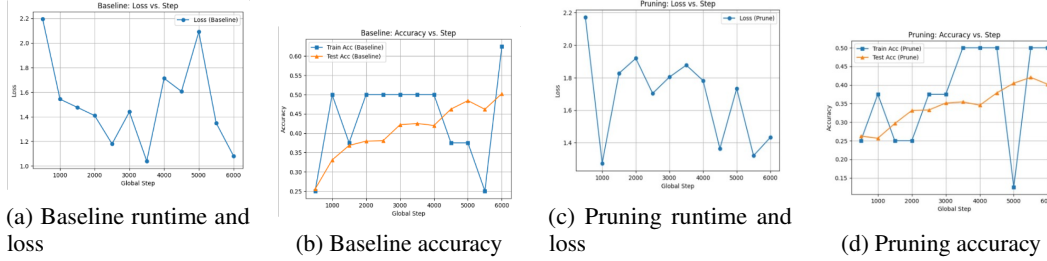 Baseline: Loss vs. Step
Loss (Baseline)
2.2
2.0
1.8
1.6
1.4
1.2
1.0
Loss
1000 2000 3000 4000 5000 6000
Global Step
(a) Baseline runtime and
loss
Baseline: Accuracy vs. Step
Train Acc (Baseline)
Test Acc (Baseline)
0.60
0.55
0.50
0.45
0.40
0.35
0.30
0.25
Accuracy
1000 2000 3000 4000 5000 6000
Global Step
(b) Baseline accuracy
Pruning: Loss vs. Step
Loss (Prune)
2.2
2.0
1.8
1.6
1.4
Loss
1000 2000 3000 4000 5000 6000
Global Step
(c) Pruning runtime and
loss
Pruning: Accuracy vs. Step
Train Acc (Prune)
Test Acc (Prune)
0.50
0.45
0.40
0.35
0.30
0.25
0.20
0.15
Accuracy
1000 2000 3000 4000 5000 6000
Global Step
(d) Pruning accuracy